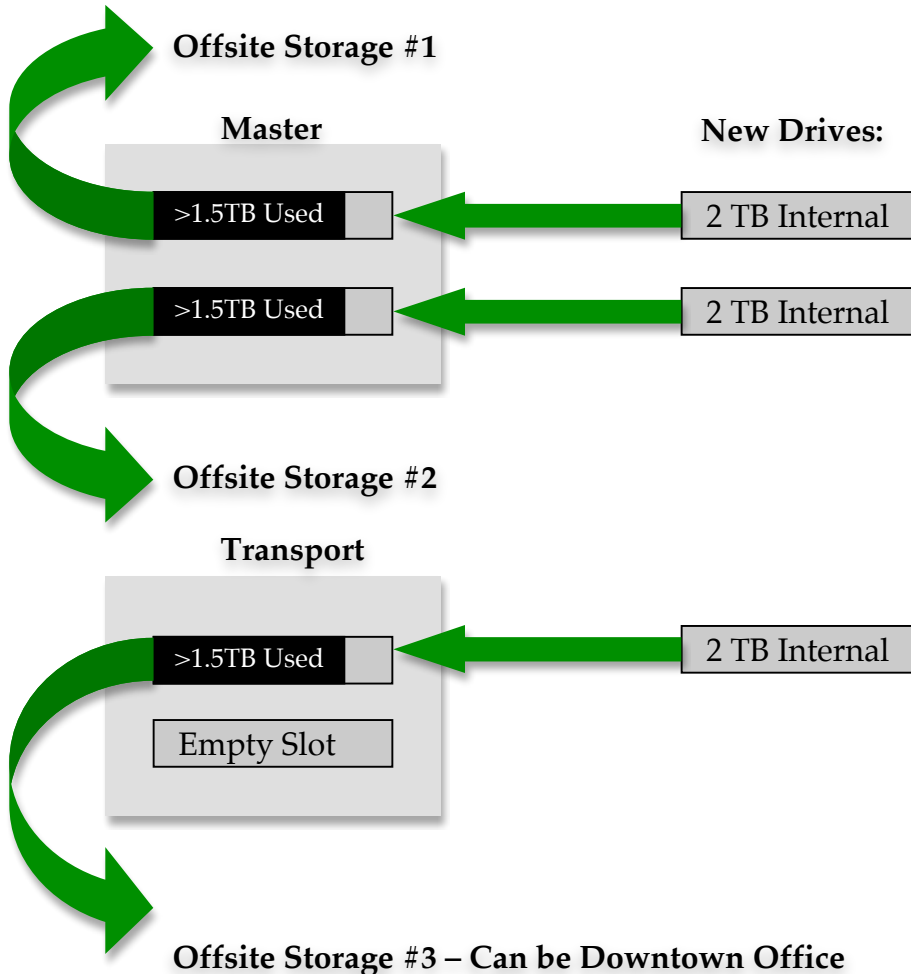 Offsite Storage #1
Master
New Drives:
>1.5TB Used
2 TB Internal
>1.5TB Used
2 TB Internal
Offsite Storage #2
Transport
>1.5TB Used
2 TB Internal
Empty Slot
Offsite Storage #3 – Can be Downtown Office